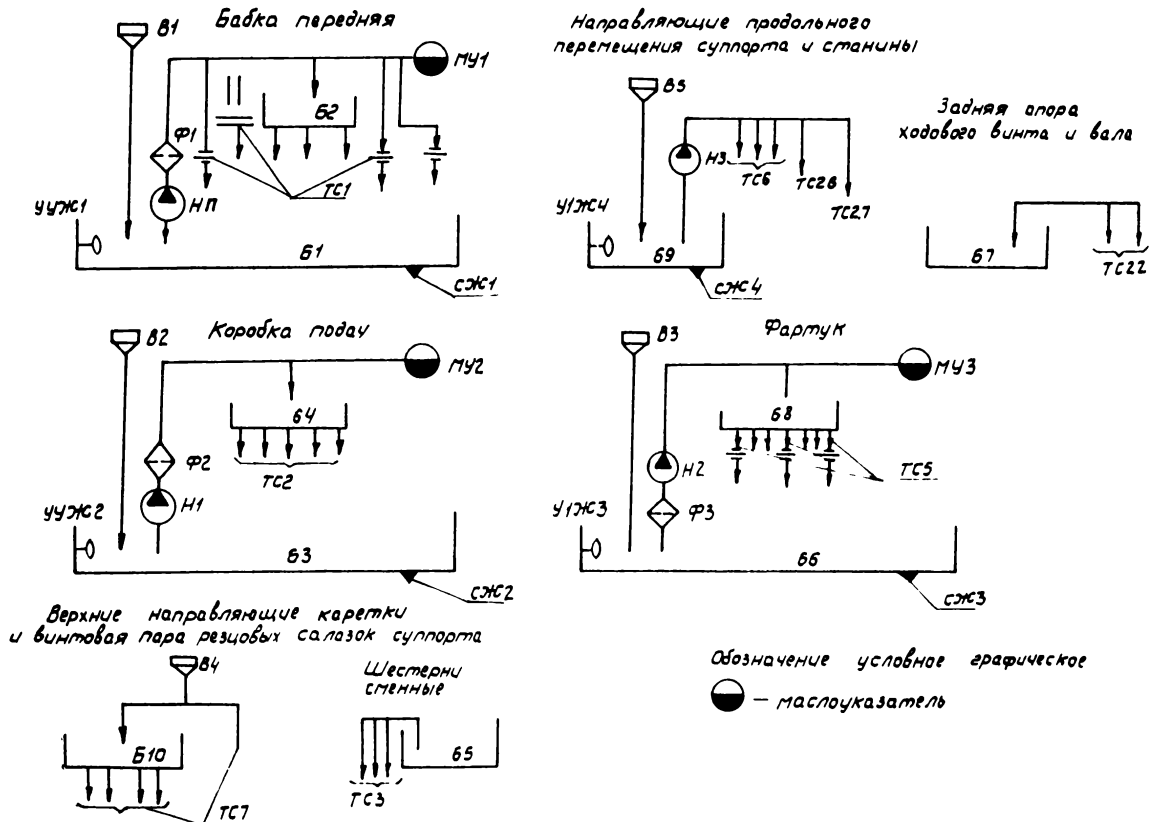 Бабка передняя
В1
МУ1
Б2
Ф1
НП
ТС1
УУЖ1
Б1
СЖ1
Направляющие продольного
перемещения суппорта и станины
В5
Н3
ТС6
ТС28
ТС27
У1Ж4
Б9
СЖ4
Задняя опора
ходового винта и вала
Б7
ТС22
Коробка подач
В2
МУ2
Б4
Ф2
ТС2
Н1
УУЖ2
Б3
СЖ2
Фартук
В3
МУ3
Б8
Н2
ТС5
Ф3
У1Ж3
Б6
СЖ3
Верхние направляющие каретки
и винтовая пара резцовых салазок суппорта
В4
Б10
ТС7
Шестерни
сменные
Б5
ТС3
Обозначение условное графическое
— маслоуказатель